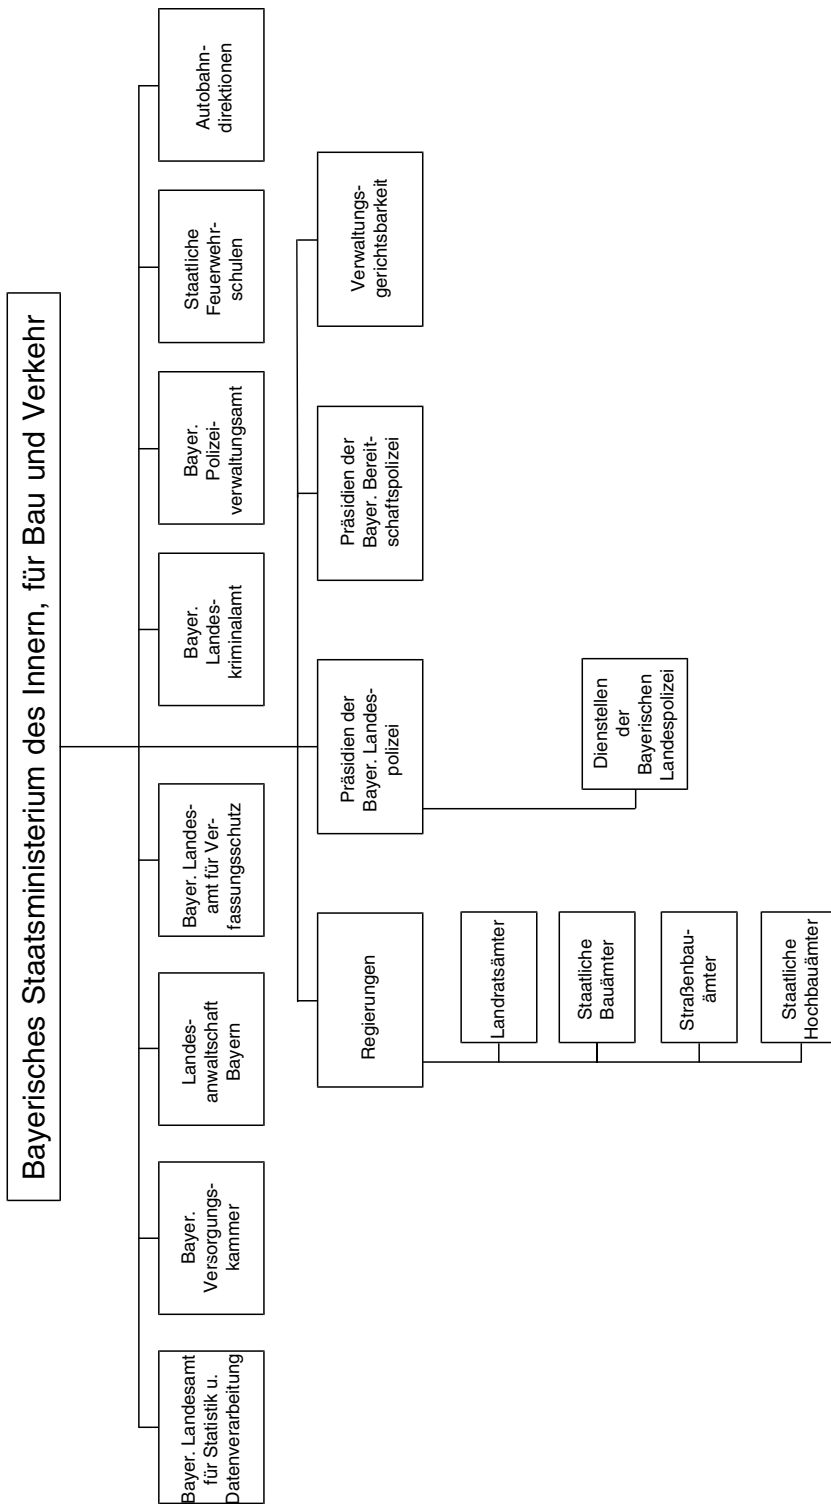 Bayerisches Staatsministerium des Innern, für Bau und Verkehr
Bayer. Landesamt
für Statistik u.
Datenverarbeitung
Bayer.
Versorgungs-
kammer
Landes-
anwaltschaft
Bayern
Bayer. Landes-
amt für Ver-
fassungsschutz
Bayer.
Landes-
kriminalamt
Bayer.
Polizei-
verwaltungsamt
Staatliche
Feuerwehr-
schulen
Autobahn-
direktionen
Regierungen
Präsidien der
Bayer. Landes-
polizei
Präsidien der
Bayer. Bereit-
schaftspolizei
Verwaltungs-
gerichtsbarkeit
Landratsämter
Staatliche
Bauämter
Straßenbau-
ämter
Staatliche
Hochbauämter
Dienststellen
der
Bayerischen
Landespolizei